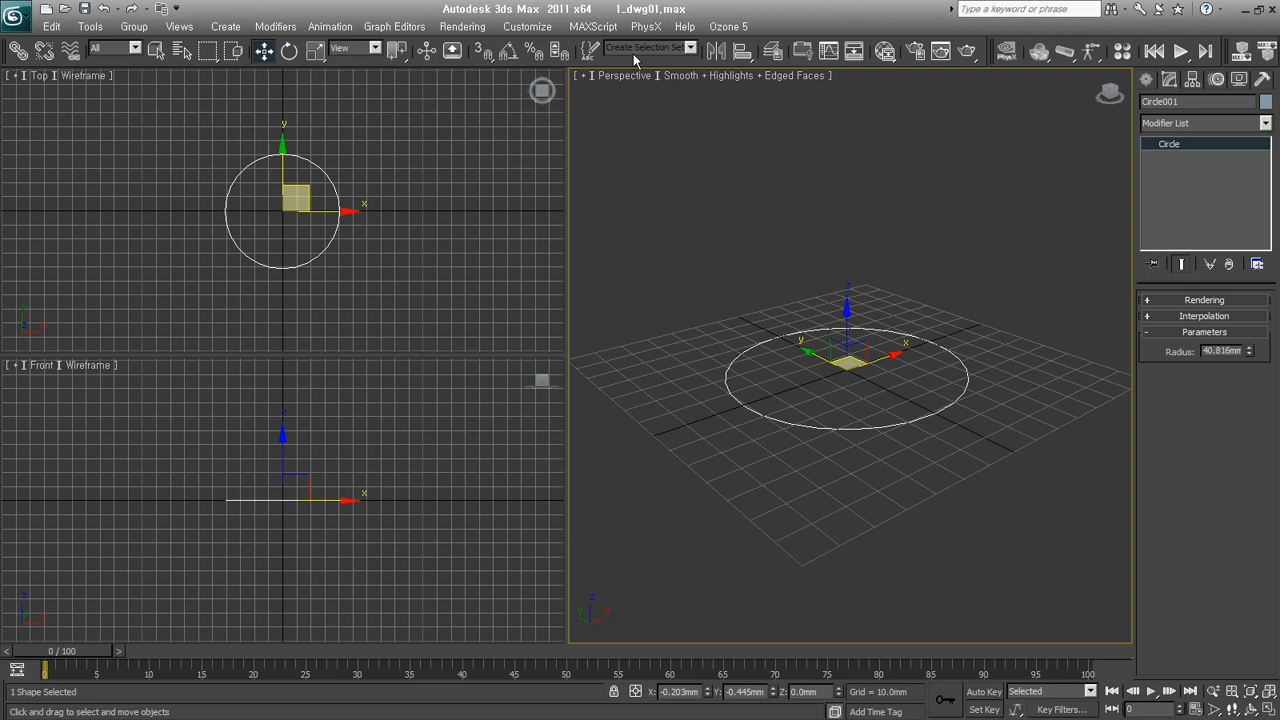 Autodesk 3ds Max 2011 x64 1_dwg01.max
Type a keyword or phrase
Edit Tools Group Views Create Modifiers Animation Graph Editors Rendering Customize MAXScript PhysX Help Ozone 5
All View Create Selection Set
[ + ] Top ] Wireframe ]
[ + ] Perspective ] Smooth + Highlights + Edged Faces ]
[ + ] Front ] Wireframe ]
y
x
z
x
z
y
x
z
y
x
Circle001
Modifier List
Circle
+ Rendering
+ Interpolation
- Parameters
Radius: 40.816mm
< 0 / 100 >
0 5 10 15 20 25 30 35 40 45 50 55 60 65 70 75 80 85 90 95 100
1 Shape Selected X: -0.203mm Y: -0.445mm Z: 0.0mm Grid = 10.0mm Auto Key Selected
Click and drag to select and move objects Add Time Tag Set Key Key Filters... 0